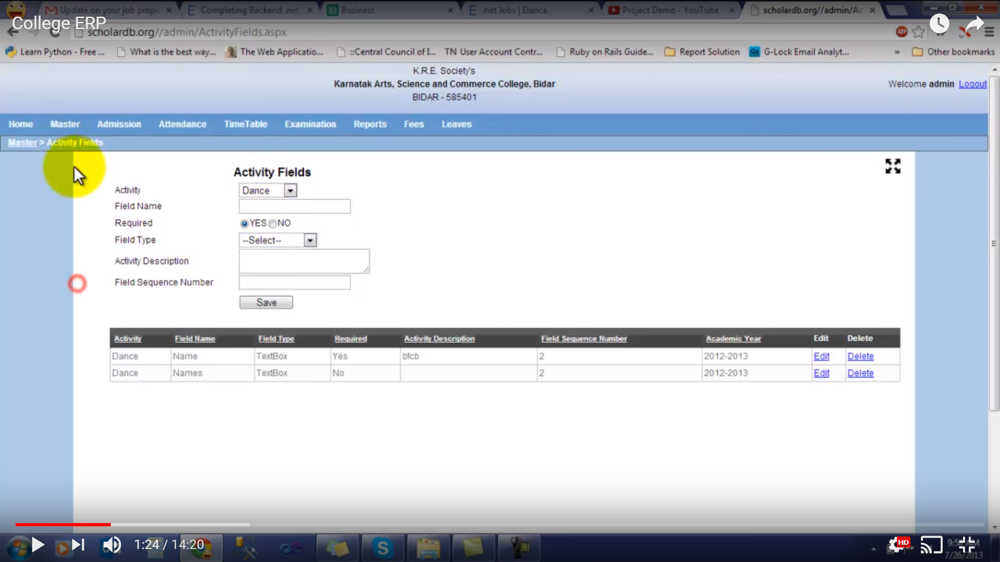 Update on your job propo
Completing Backend .net
Business
.net Jobs | Elance
Project Demo - YouTube
scholardb.org//admin/Ac
College ERP
scholardb.org//admin/ActivityFields.aspx
ABP
Learn Python - Free ...
What is the best way...
The Web Applicatio...
::Central Council of I...
TN User Account Contr...
Ruby on Rails Guide...
Report Solution
Ga G-Lock Email Analyt...
»
Other bookmarks
K.R.E. Society's
Karnatak Arts, Science and Commerce College, Bidar
BIDAR - 585401
Welcome admin Logout
Home Master Admission Attendance TimeTable Examination Reports Fees Leaves
Master > Activity Fields
Activity Fields
Activity Dance
Field Name
Required YES NO
Field Type --Select--
Activity Description
Field Sequence Number
Save
Activity Field Name Field Type Required Activity Description Field Sequence Number Academic Year Edit Delete
Dance Name TextBox Yes bfcb 2 2012-2013 Edit Delete
Dance Names TextBox No 2 2012-2013 Edit Delete
1:24 / 14:20
HD
7/26/2013